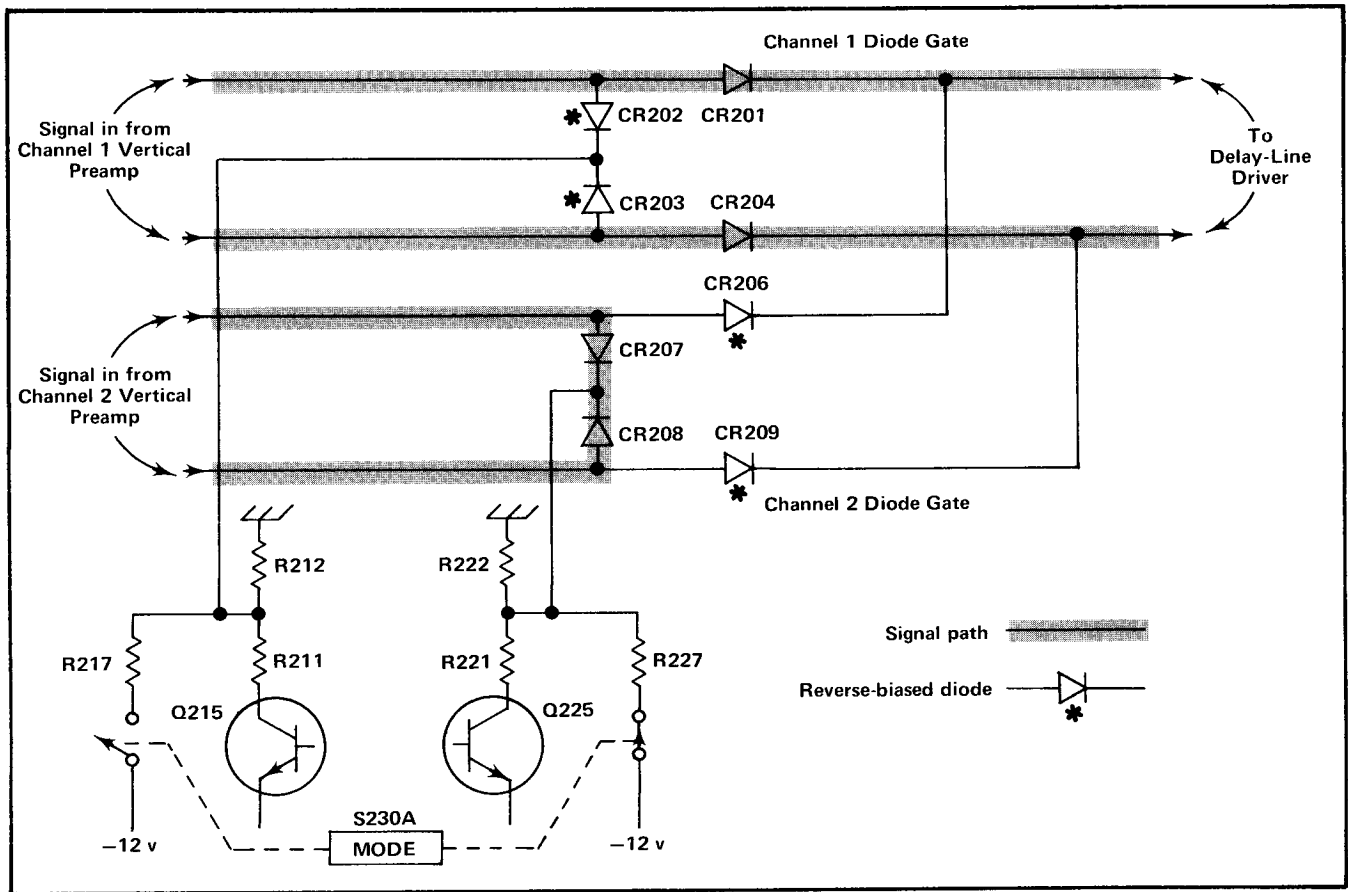 Channel 1 Diode Gate
Signal in from
Channel 1 Vertical
Preamp
* CR202 CR201
* CR203 CR204
To
Delay-Line
Driver
CR206
*
Signal in from
Channel 2 Vertical
Preamp
CR207
CR208 CR209
*
Channel 2 Diode Gate
R212
R222
R217
R211
R221
R227
Q215
Q225
Signal path
Reverse-biased diode
*
S230A
MODE
−12 v
−12 v